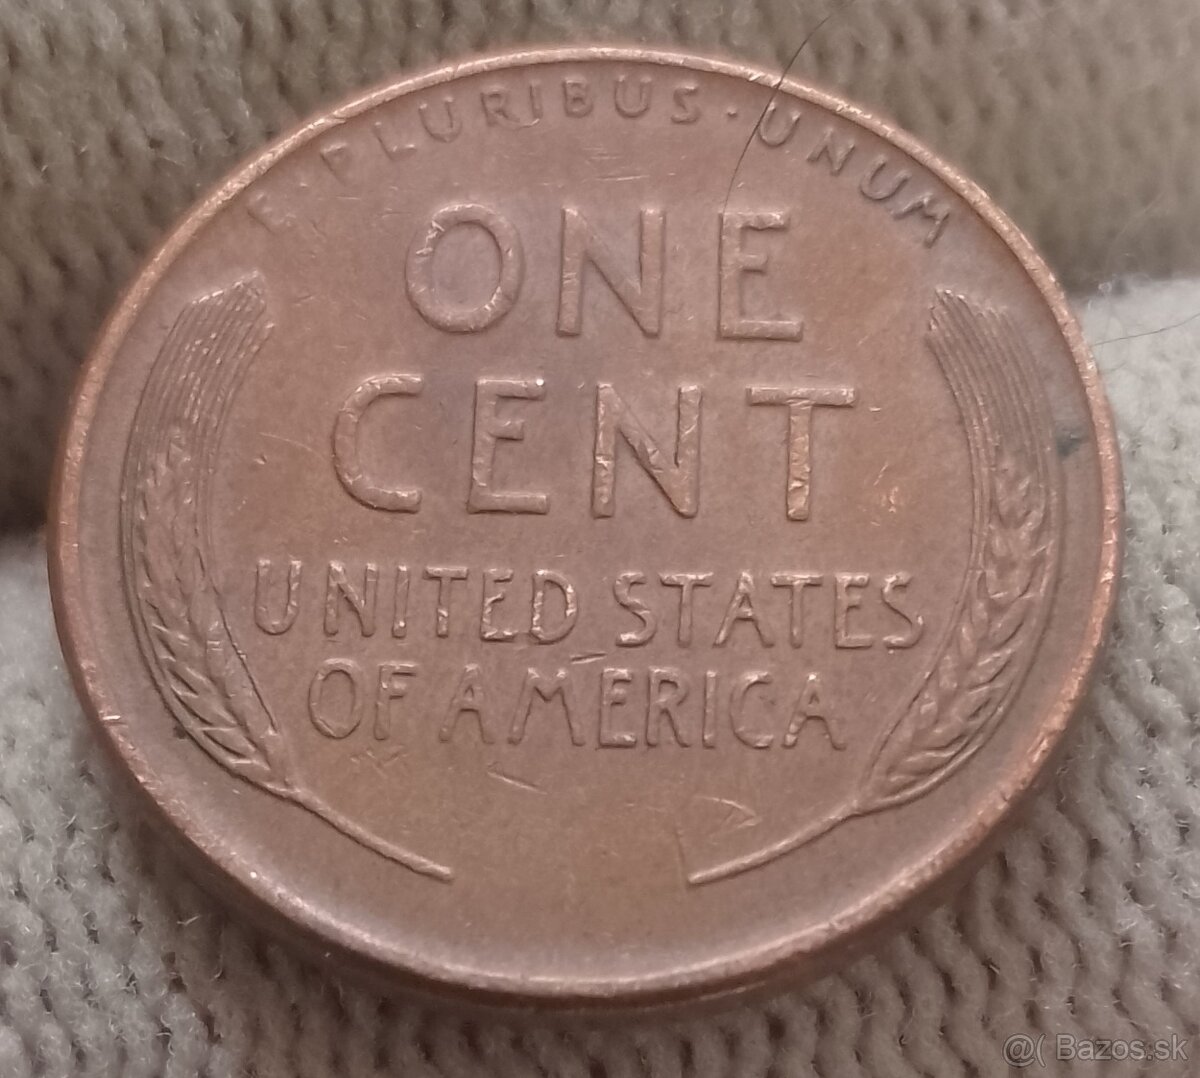 E · PLURIBUS · UNUM
ONE
CENT
UNITED STATES
OF AMERICA
@( Bazos.sk